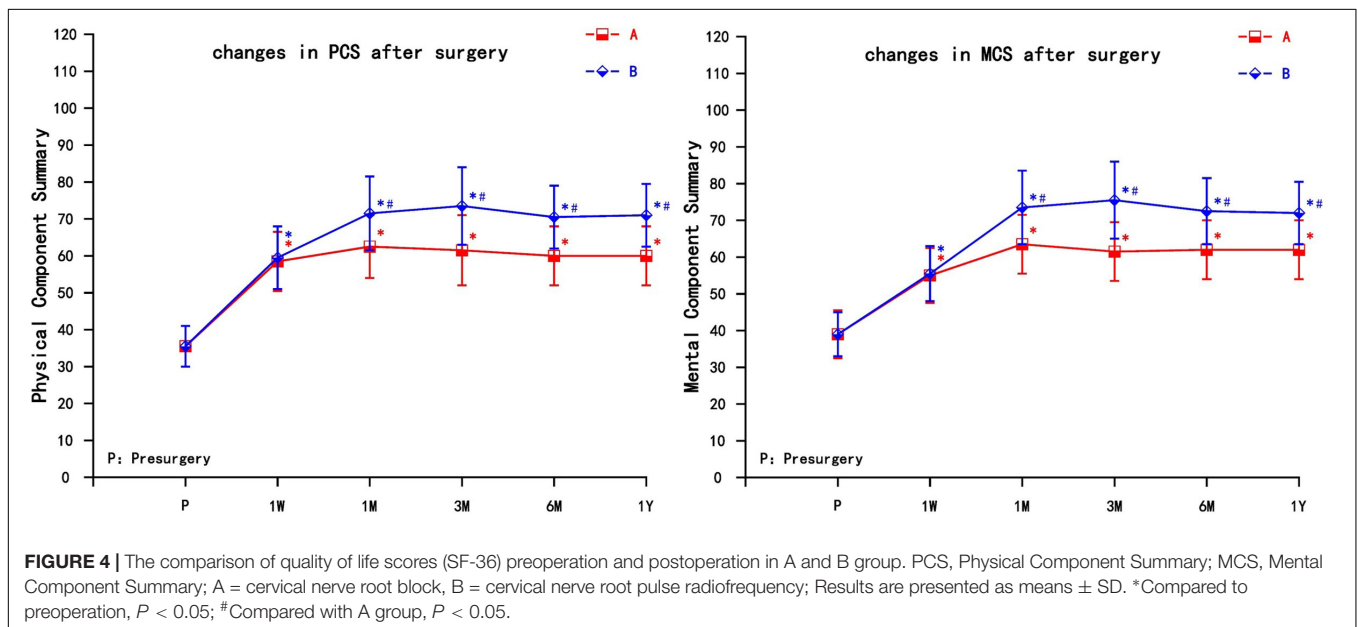 changes in PCS after surgery
A
B
Physical Component Summary
120
110
100
90
80
70
60
50
40
30
20
10
0
**
*#
*
*#
*
*#
*
*#
*
P: Presurgery
P 1W 1M 3M 6M 1Y
changes in MCS after surgery
A
B
Mental Component Summary
120
110
100
90
80
70
60
50
40
30
20
10
0
**
*#
*
*#
*
*#
*
*#
*
P: Presurgery
P 1W 1M 3M 6M 1Y
FIGURE 4 | The comparison of quality of life scores (SF-36) preoperation and postoperation in A and B group. PCS, Physical Component Summary; MCS, Mental
Component Summary; A = cervical nerve root block, B = cervical nerve root pulse radiofrequency; Results are presented as means ± SD. *Compared to
preoperation, P < 0.05; #Compared with A group, P < 0.05.